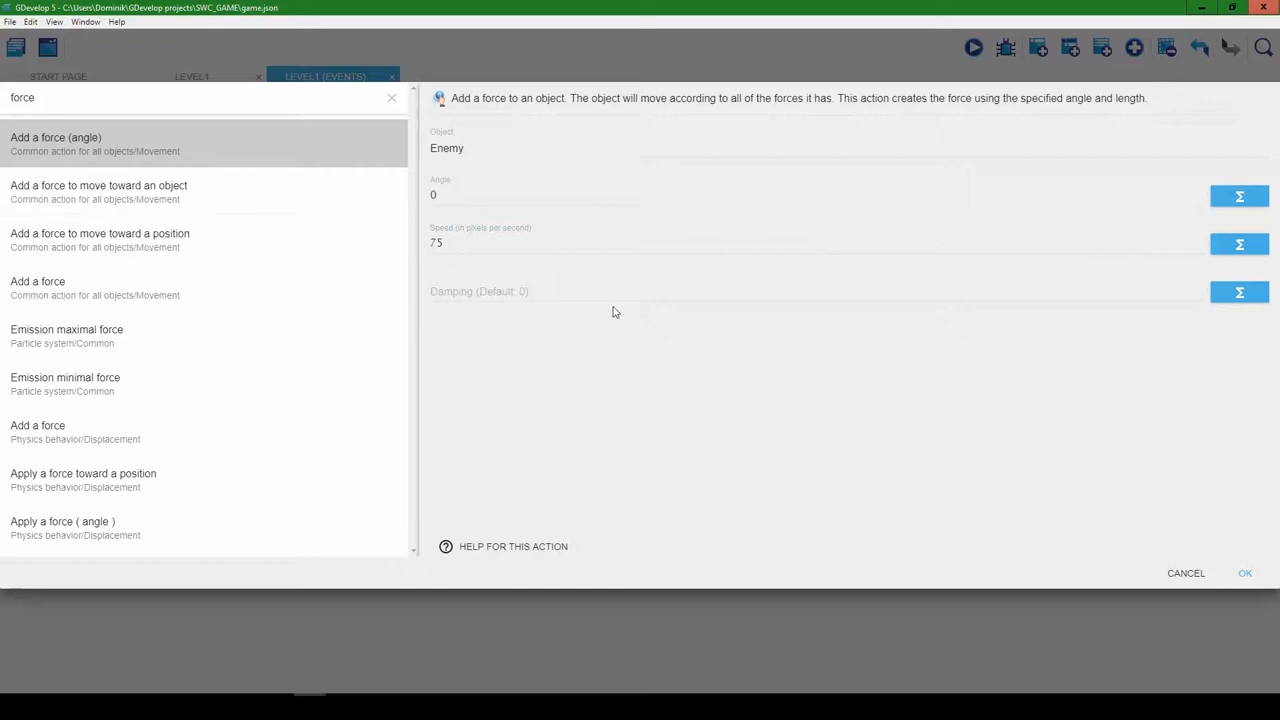 GDevelop 5 - C:\Users\Dominik\GDevelop projects\SWC_GAME\game.json
File Edit View Window Help
START PAGE LEVEL1 × LEVEL1 (EVENTS) ×
force
Add a force (angle)
Common action for all objects/Movement
Add a force to move toward an object
Common action for all objects/Movement
Add a force to move toward a position
Common action for all objects/Movement
Add a force
Common action for all objects/Movement
Emission maximal force
Particle system/Common
Emission minimal force
Particle system/Common
Add a force
Physics behavior/Displacement
Apply a force toward a position
Physics behavior/Displacement
Apply a force ( angle )
Physics behavior/Displacement
Add a force to an object. The object will move according to all of the forces it has. This action creates the force using the specified angle and length.
Object
Enemy
Angle
0
Σ
Speed (in pixels per second)
75
Σ
Damping (Default: 0)
Σ
HELP FOR THIS ACTION
CANCEL OK